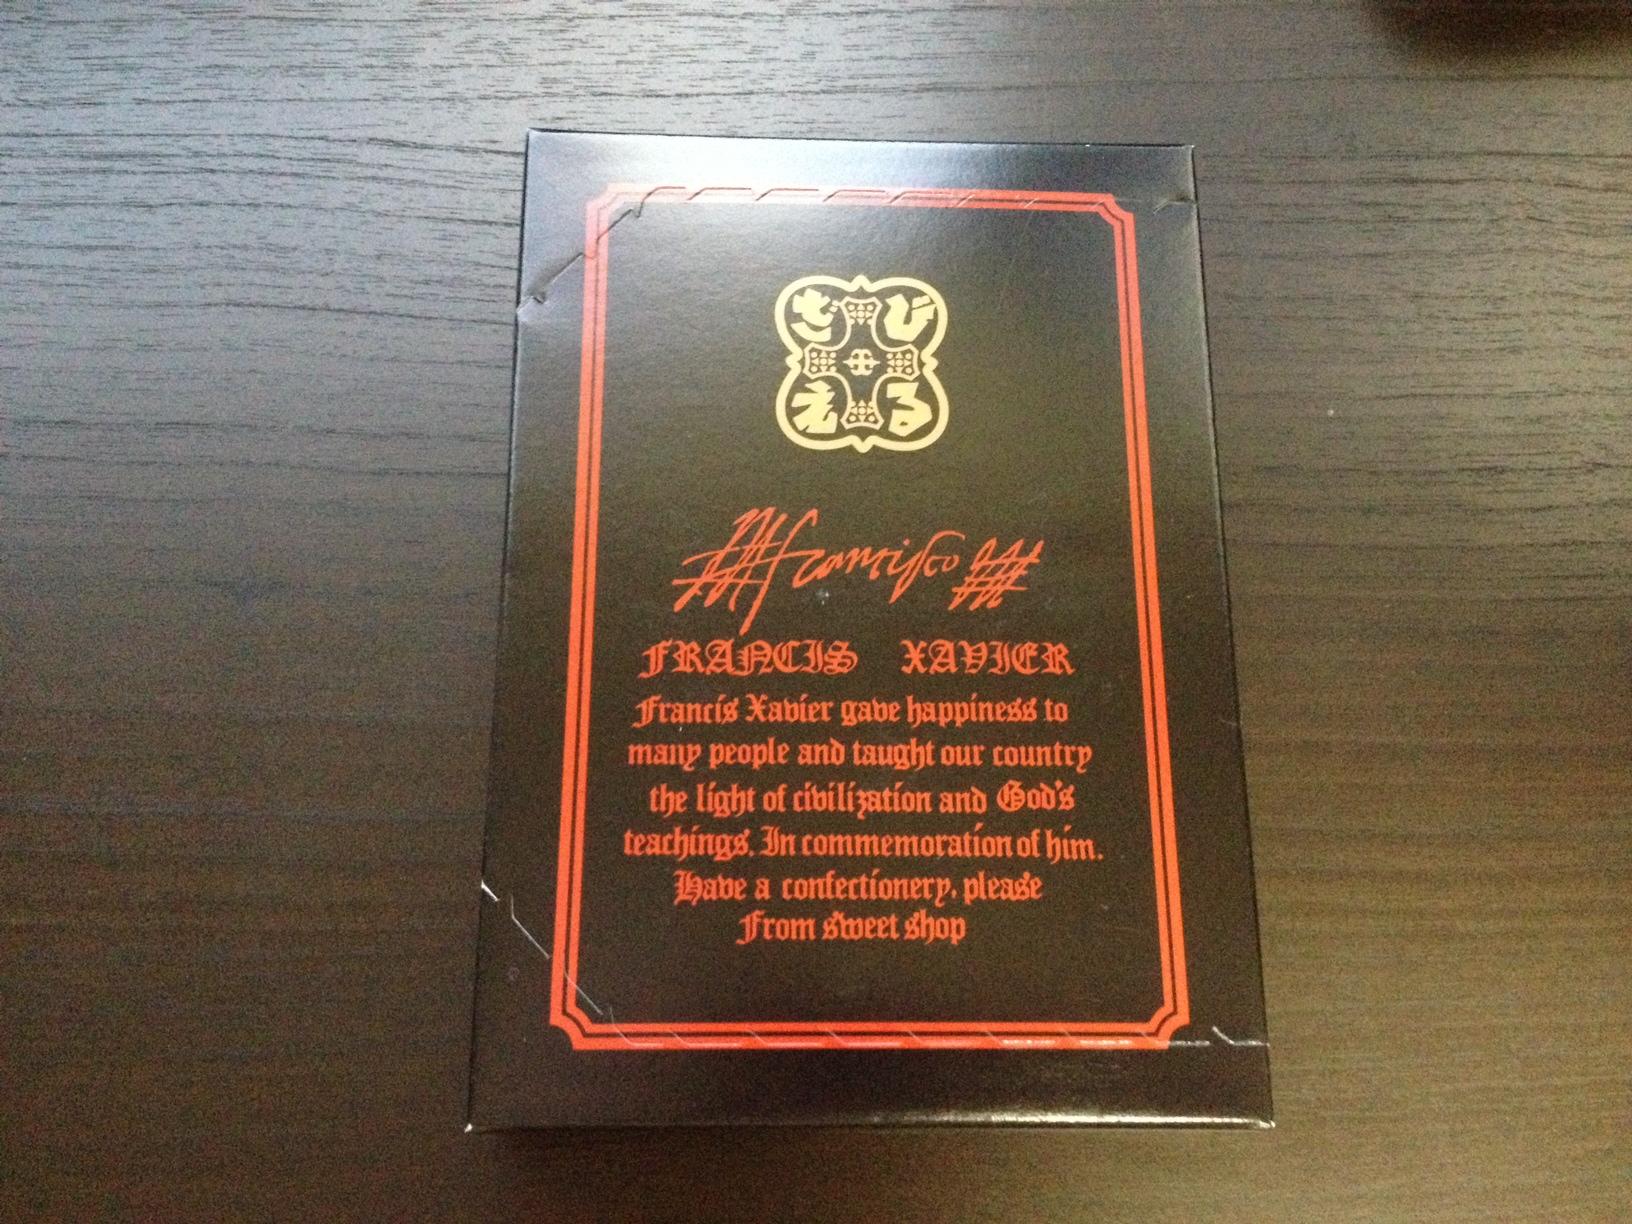 ざび
える
Francisco
FRANCIS XAVIER
Francis Xavier gave happiness to
many people and taught our country
the light of civilization and God's
teachings. In commemoration of him.
Have a confectionery. please
From sweet shop